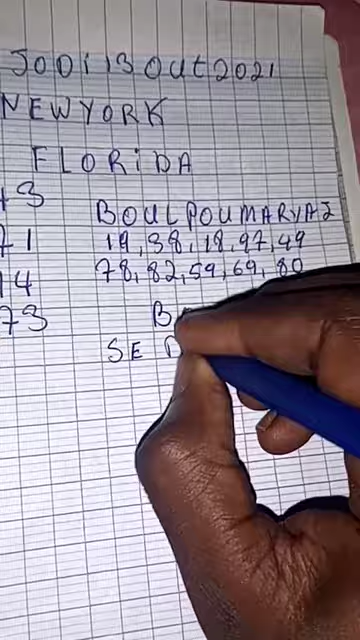 JODI 13 OUT 2021
NEWYORK
FLORIDA
43
BOULPOUMARYAJ
71
19,38,18,97,49
14
78,82,59,69,80
73
SE